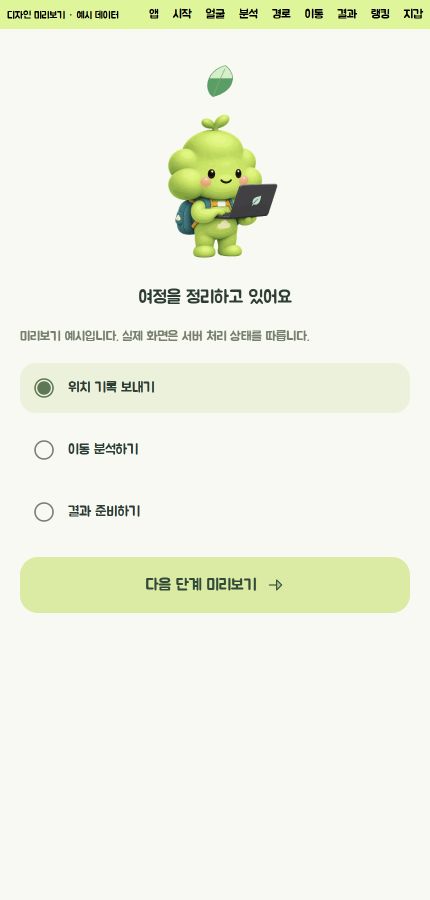 디자인 미리보기 · 예시 데이터 앱 시작 얼굴 분석 경로 이동 결과 랭킹 지갑
여정을 정리하고 있어요
미리보기 예시입니다. 실제 화면은 서버 처리 상태를 따릅니다.
위치 기록 보내기
이동 분석하기
결과 준비하기
다음 단계 미리보기